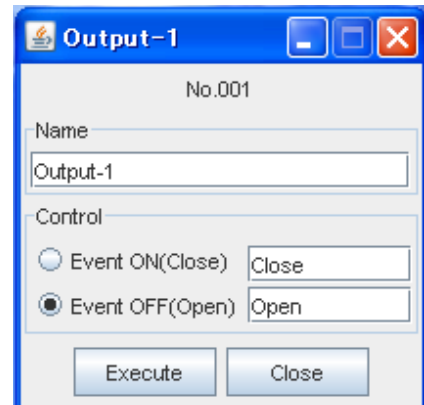 Output-1
No.001
Name
Output-1
Control
Event ON(Close) Close
Event OFF(Open) Open
Execute Close